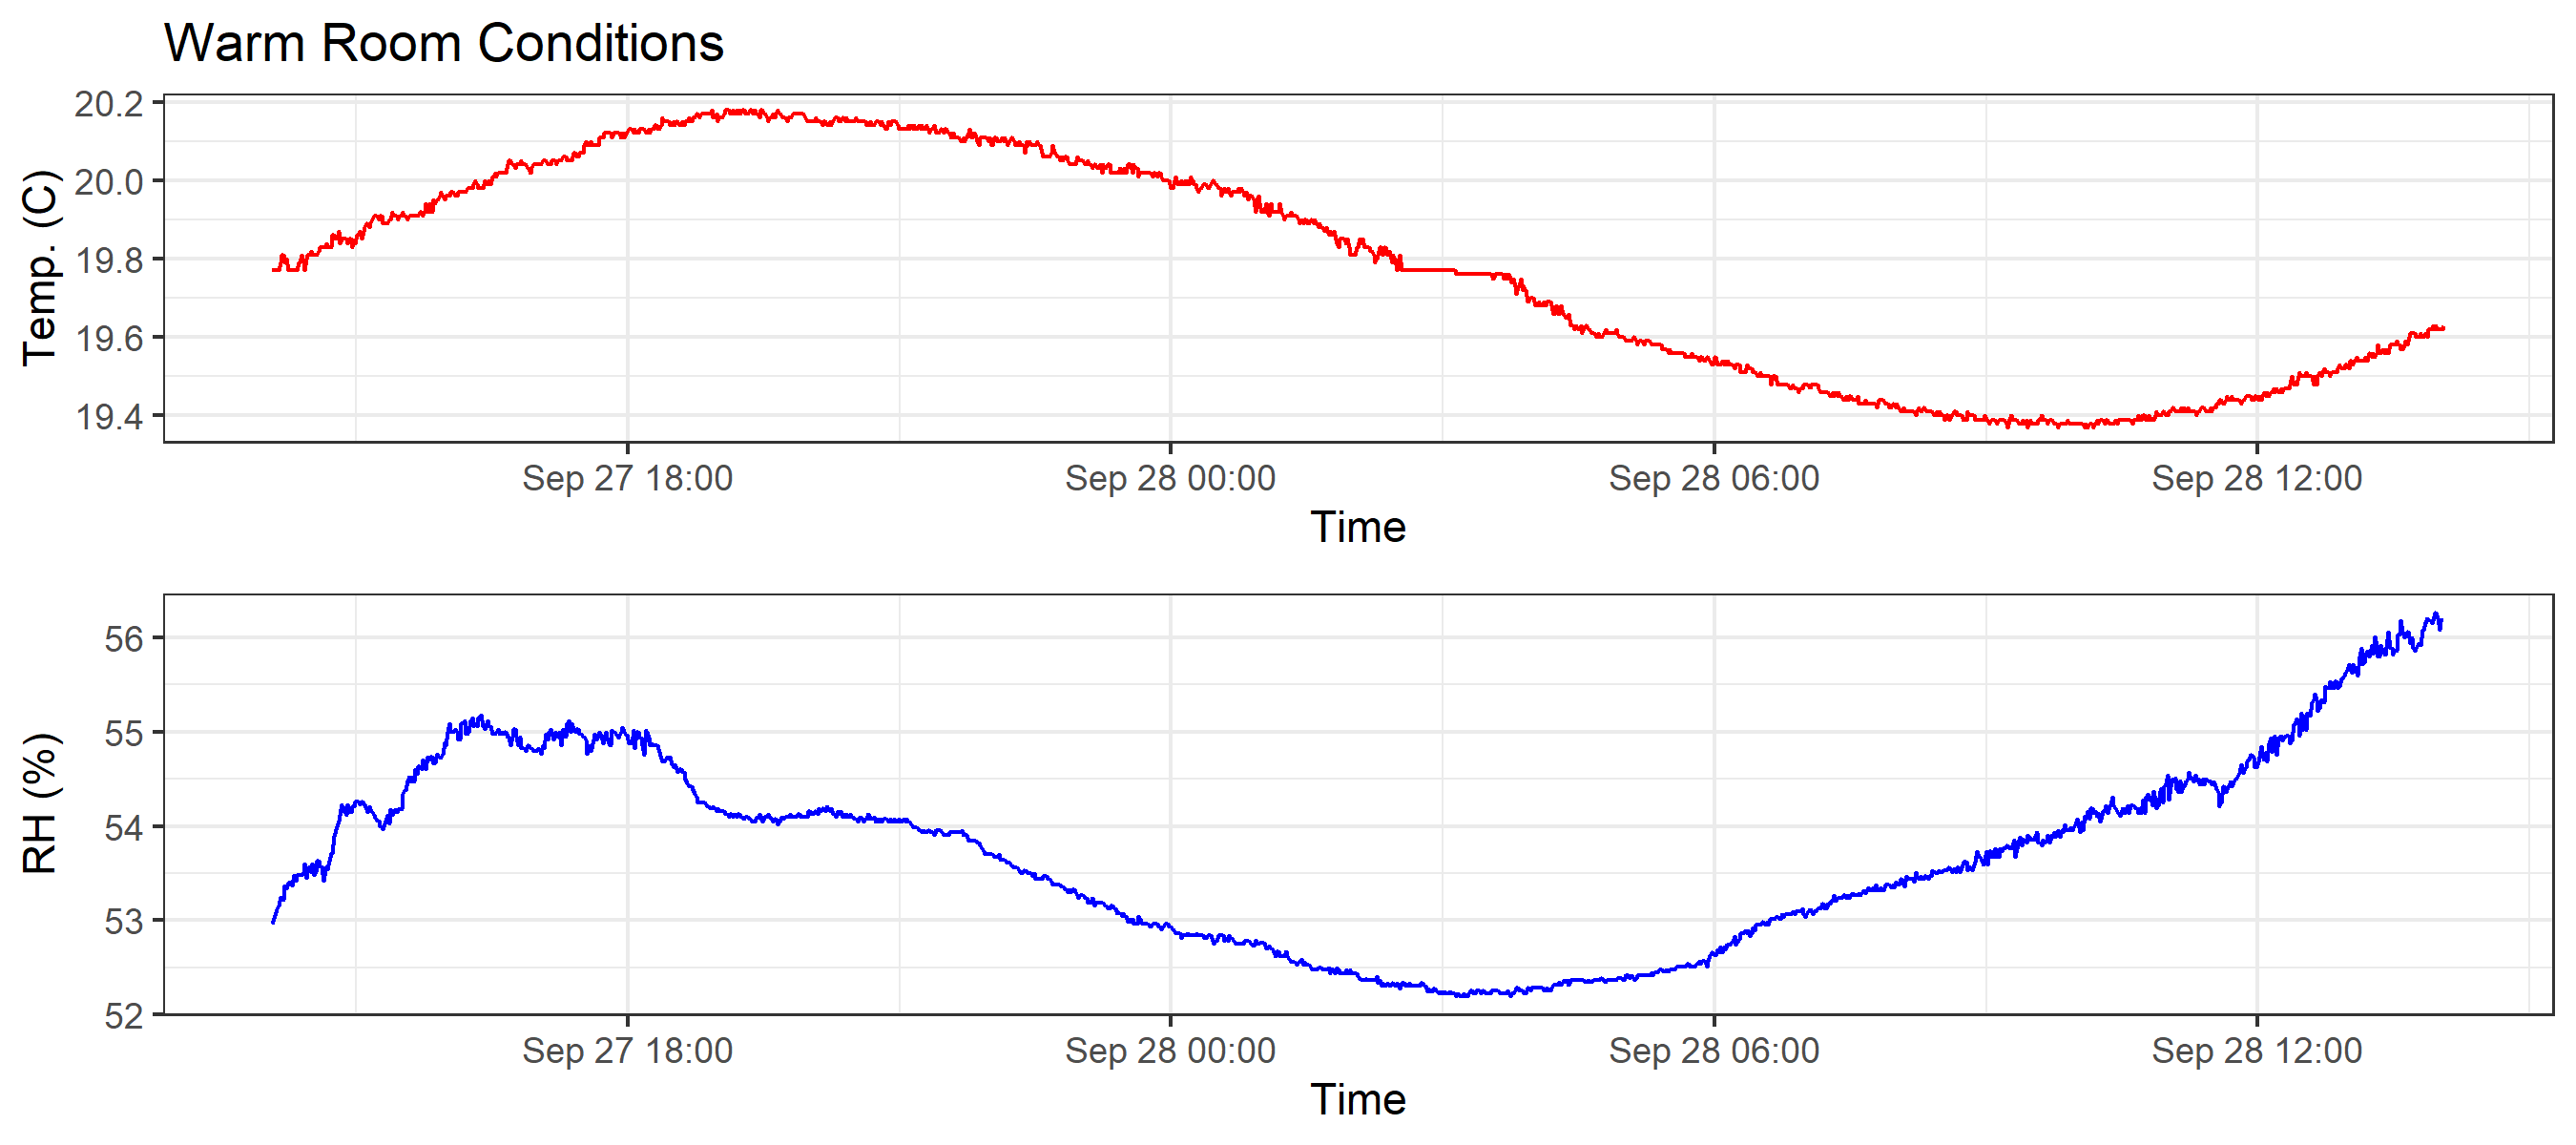 Warm Room Conditions
20.2
20.0
19.8
19.6
19.4
Temp. (C)
Sep 27 18:00 Sep 28 00:00 Sep 28 06:00 Sep 28 12:00
Time
56
55
54
53
52
RH (%)
Sep 27 18:00 Sep 28 00:00 Sep 28 06:00 Sep 28 12:00
Time